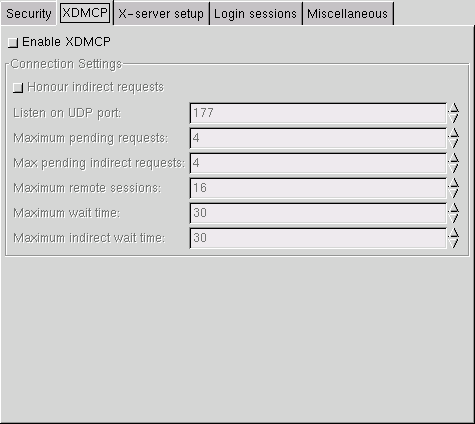 Security XDMCP X-server setup Login sessions Miscellaneous
Enable XDMCP
Connection Settings
Honour indirect requests
Listen on UDP port: 177
Maximum pending requests: 4
Max pending indirect requests: 4
Maximum remote sessions: 16
Maximum wait time: 30
Maximum indirect wait time: 30